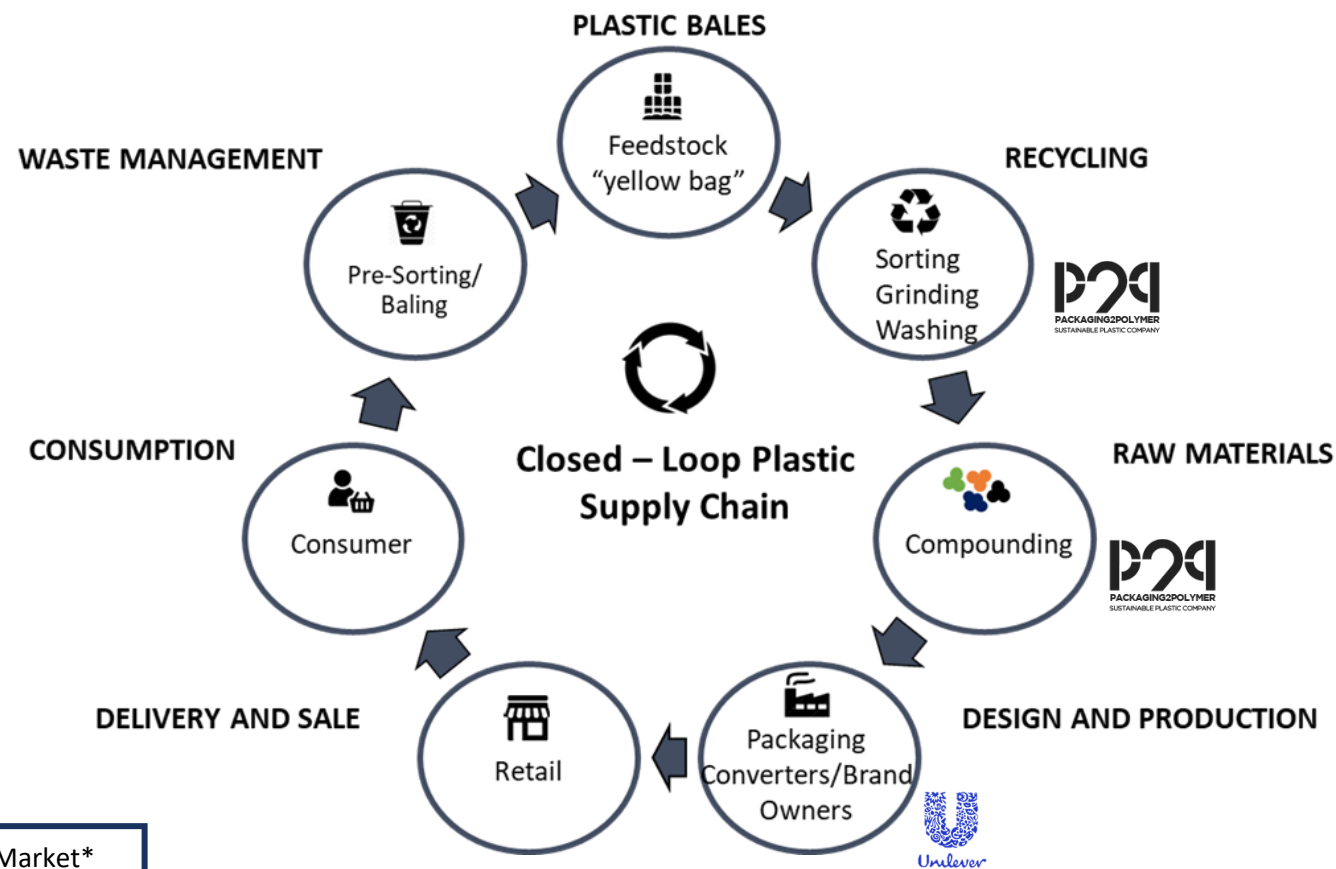 PLASTIC BALES
Feedstock
“yellow bag”
WASTE MANAGEMENT
RECYCLING
Pre-Sorting/
Baling
Sorting
Grinding
Washing
P2P
PACKAGING2POLYMER
SUSTAINABLE PLASTIC COMPANY
Closed – Loop Plastic
Supply Chain
CONSUMPTION
RAW MATERIALS
Consumer
Compounding
P2P
PACKAGING2POLYMER
SUSTAINABLE PLASTIC COMPANY
DELIVERY AND SALE
DESIGN AND PRODUCTION
Retail
Packaging
Converters/Brand
Owners
Unilever
Market*